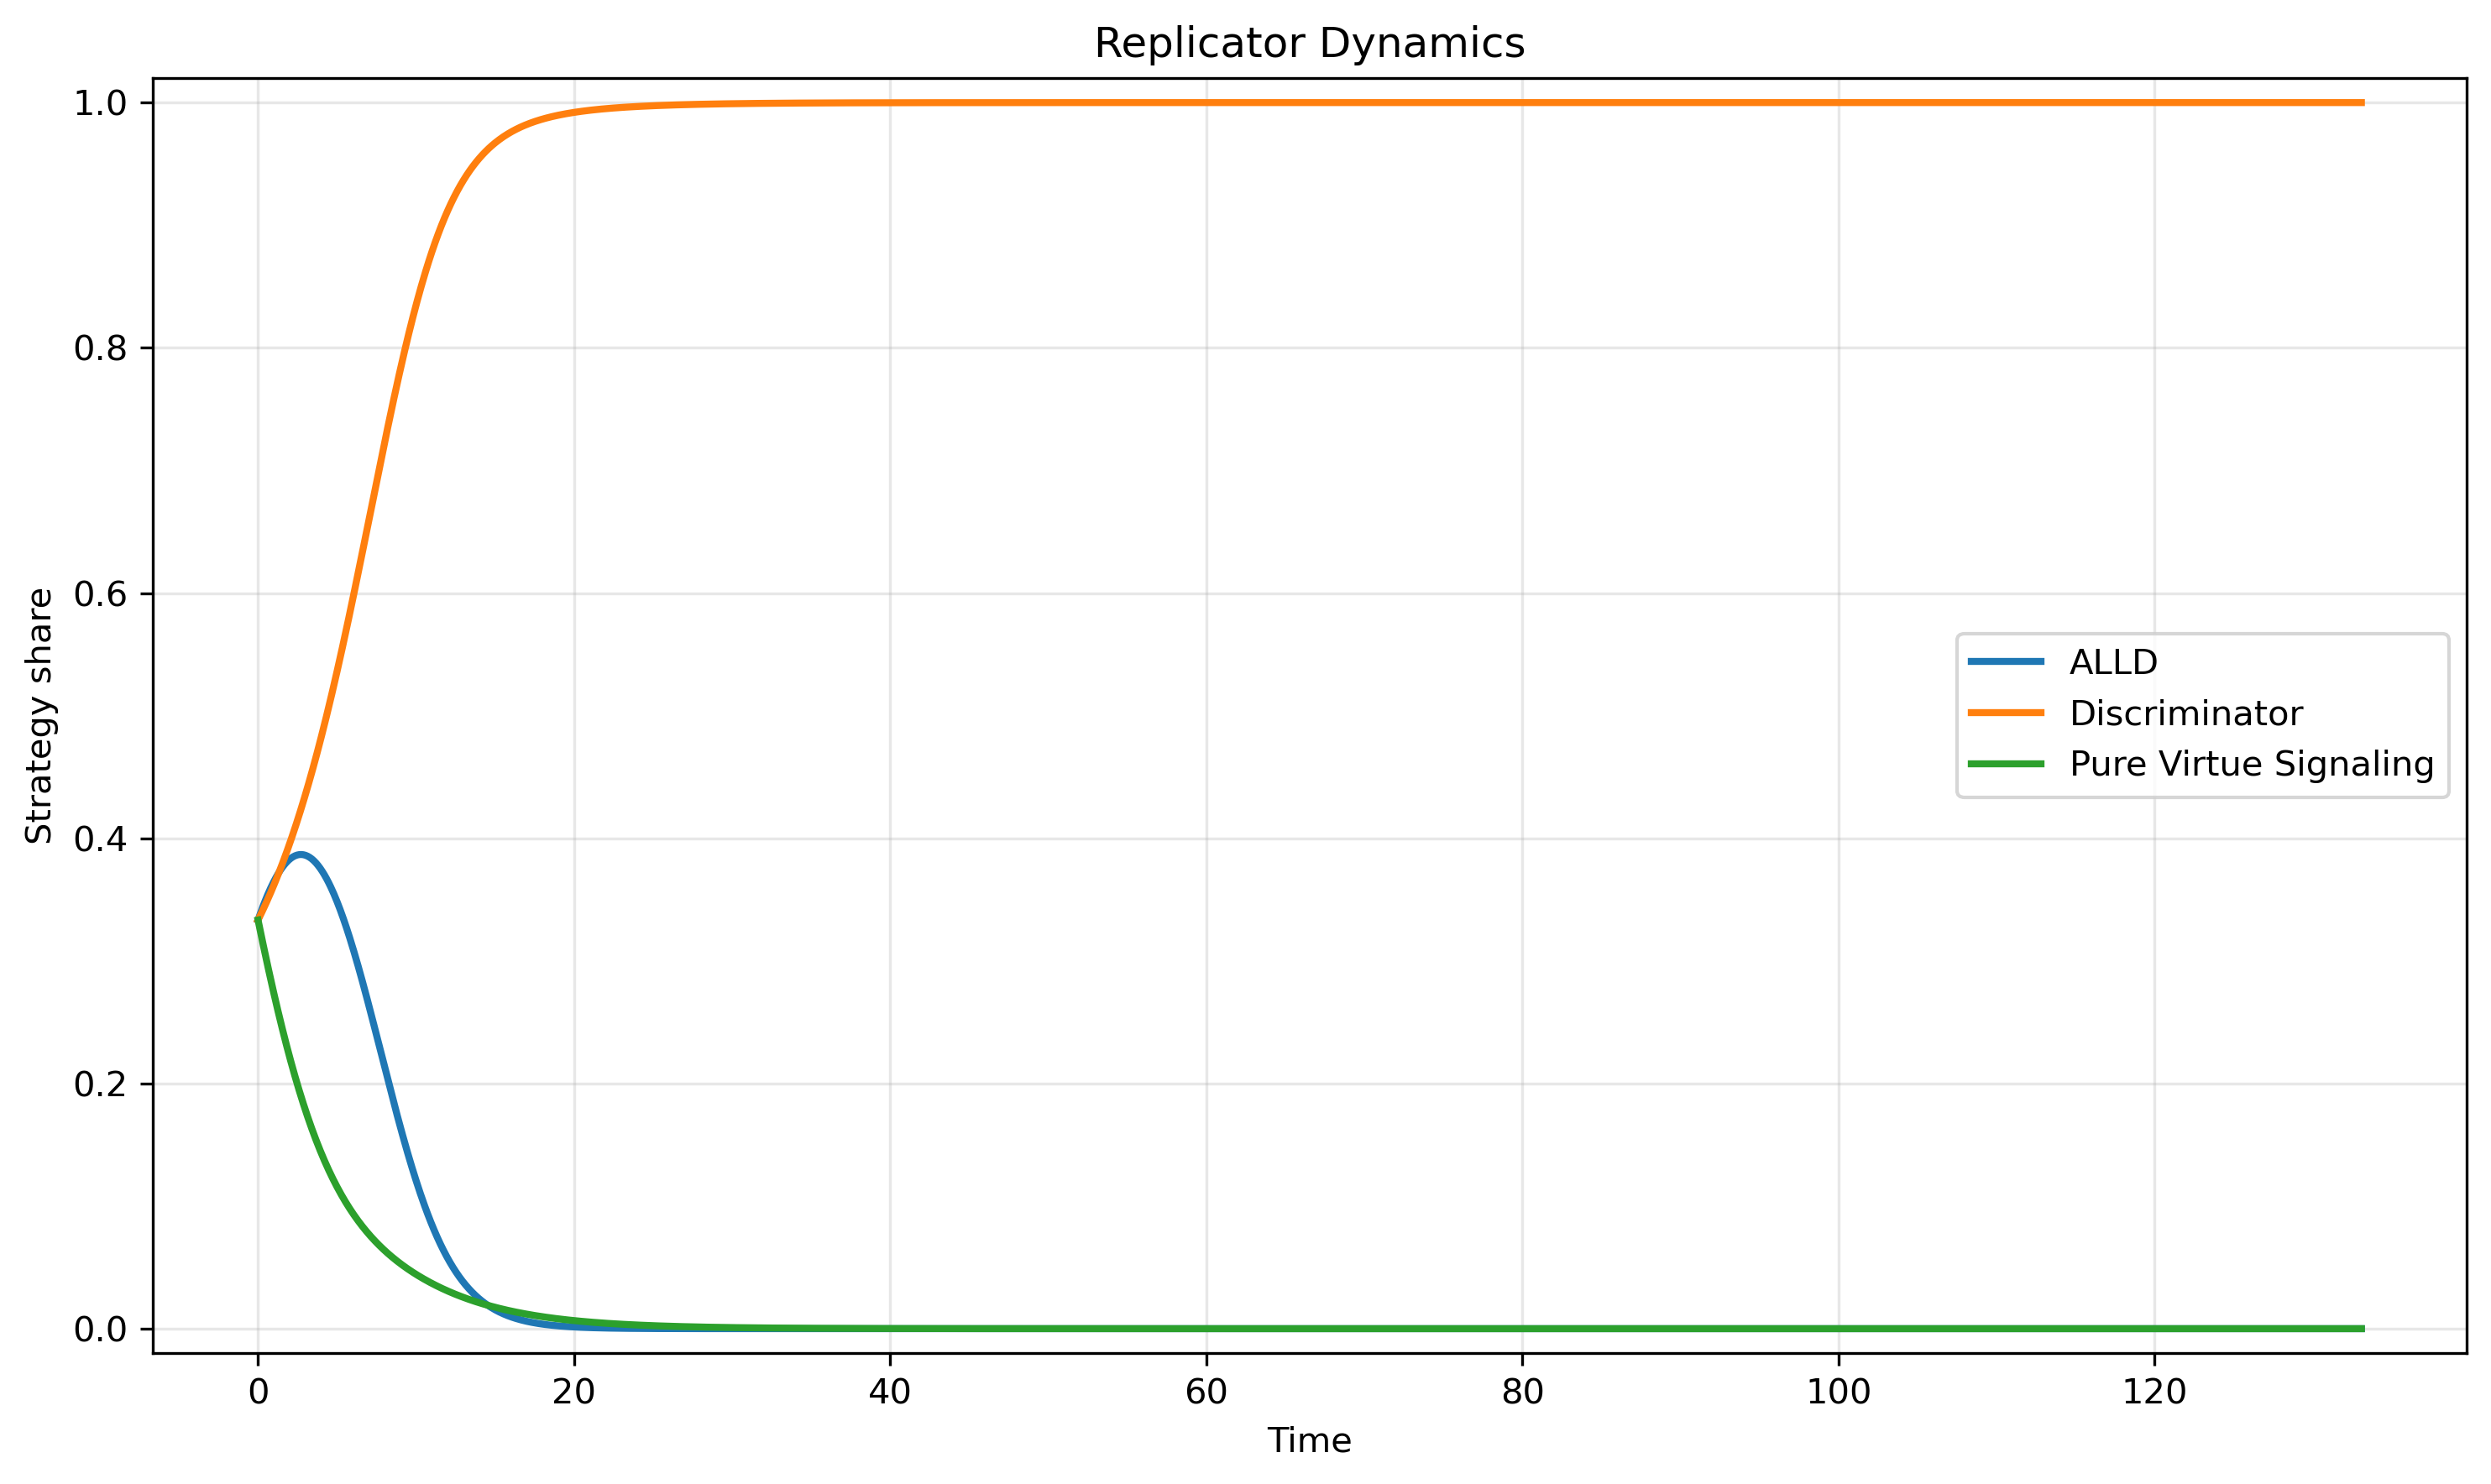 Replicator Dynamics
Strategy share
1.0
0.8
0.6
0.4
0.2
0.0
ALLD
Discriminator
Pure Virtue Signaling
0
20
40
60
80
100
120
Time